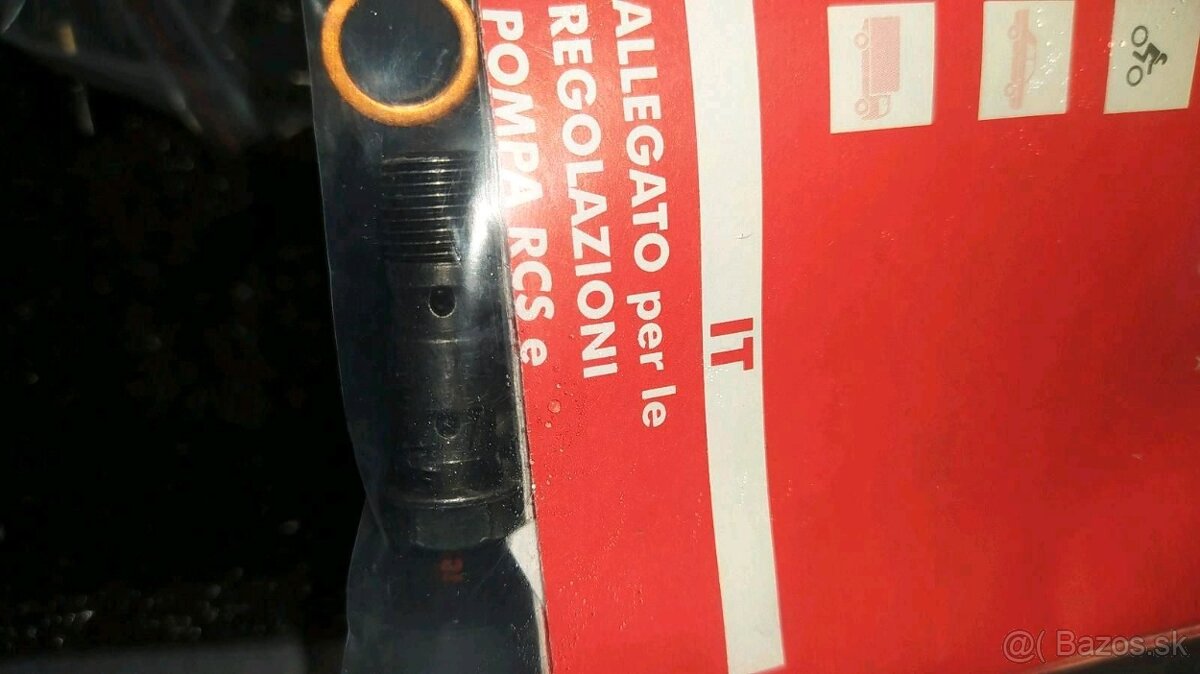 IT
ALLEGATO per le
REGOLAZIONI
POMPA RCS e
@( Bazos.sk